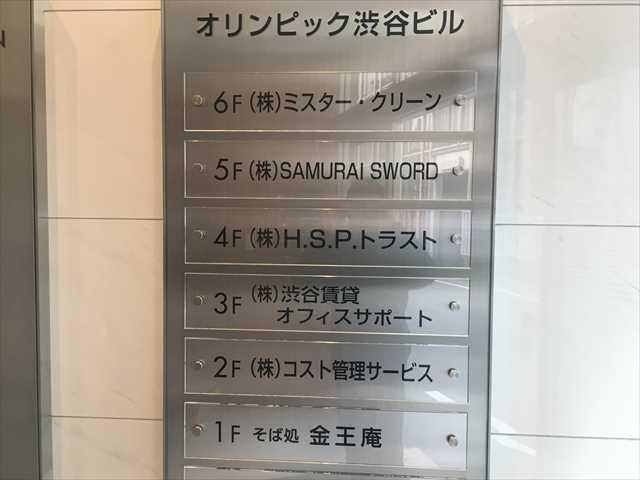 オリンピック渋谷ビル
6F (株)ミスター・クリーン
5F (株)SAMURAI SWORD
4F (株)H.S.P.トラスト
3F (株)渋谷賃貸
オフィスサポート
2F (株)コスト管理サービス
1F そば処 金王庵